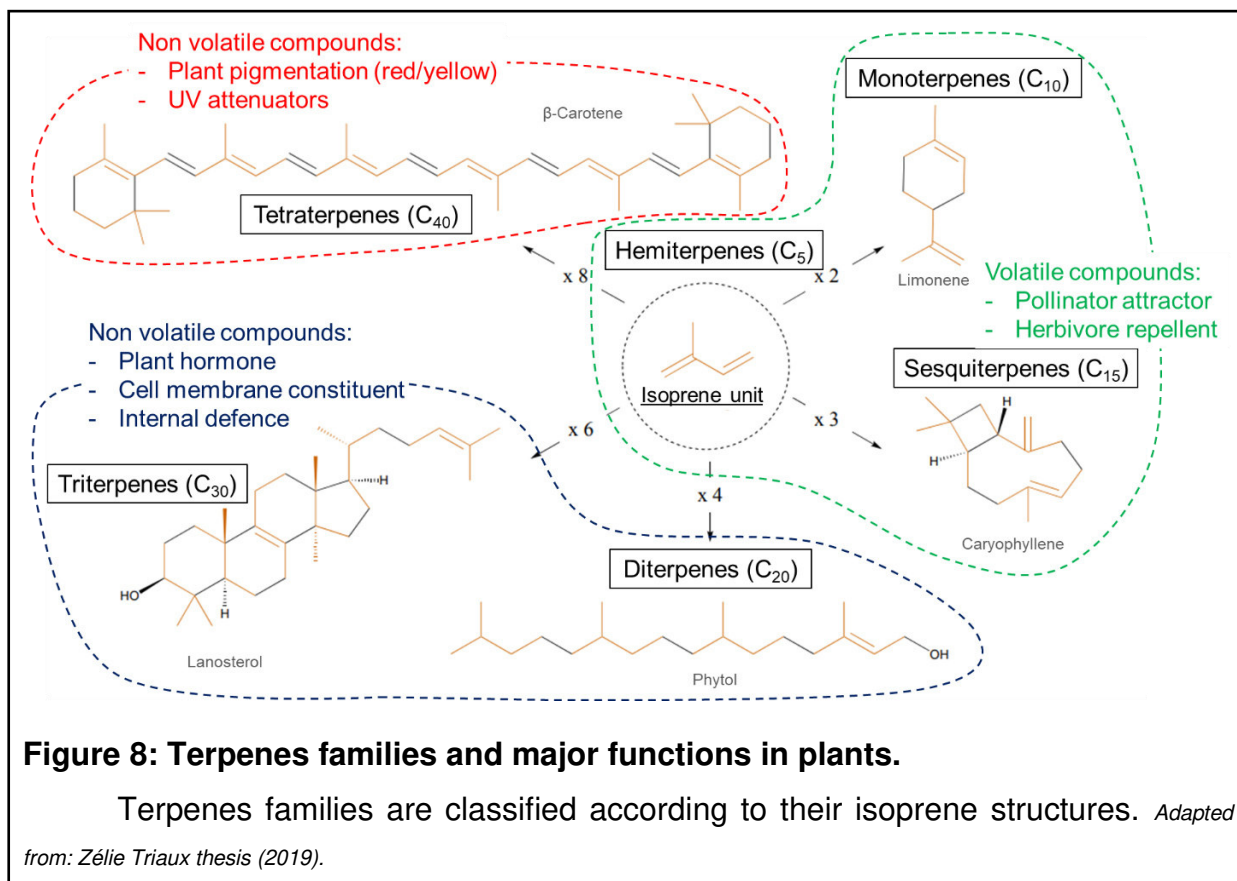 Non volatile compounds:
- Plant pigmentation (red/yellow)
- UV attenuators
β-Carotene
Tetraterpenes (C40)
Monoterpenes (C10)
Limonene
Hemiterpenes (C5)
x 8
x 2
Volatile compounds:
- Pollinator attractor
- Herbivore repellent
Isoprene unit
Sesquiterpenes (C15)
x 3
H
H
Caryophyllene
Non volatile compounds:
- Plant hormone
- Cell membrane constituent
- Internal defence
x 6
x 4
Triterpenes (C30)
H
HO
H
Lanosterol
Diterpenes (C20)
OH
Phytol
Figure 8: Terpenes families and major functions in plants.
Terpenes families are classified according to their isoprene structures. Adapted
from: Zélie Triaux thesis (2019).